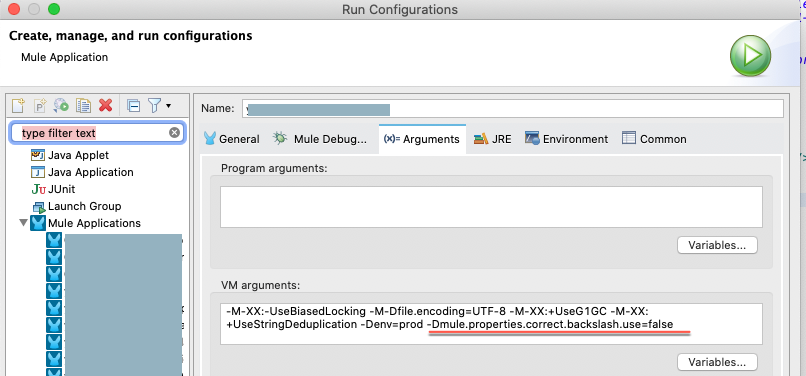 Run Configurations
Create, manage, and run configurations
Mule Application
type filter text
Java Applet
Java Application
JU JUnit
Launch Group
Mule Applications
Name:
General
Mule Debug...
(x)= Arguments
JRE
Environment
Common
Program arguments:
Variables...
VM arguments:
-M-XX:-UseBiasedLocking -M-Dfile.encoding=UTF-8 -M-XX:+UseG1GC -M-XX:
+UseStringDeduplication -Denv=prod -Dmule.properties.correct.backslash.use=false
Variables...